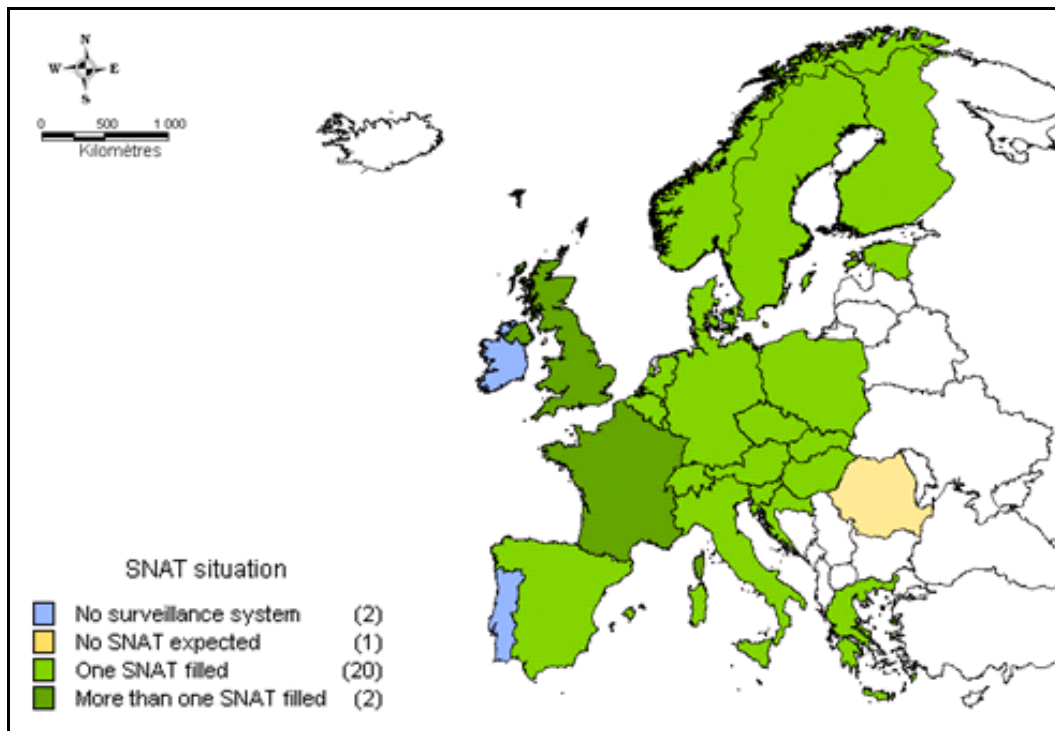 N
W E
S
0 500 1 000
Kilométres
SNAT situation
No surveillance system (2)
No SNAT expected (1)
One SNAT filled (20)
More than one SNAT filled (2)